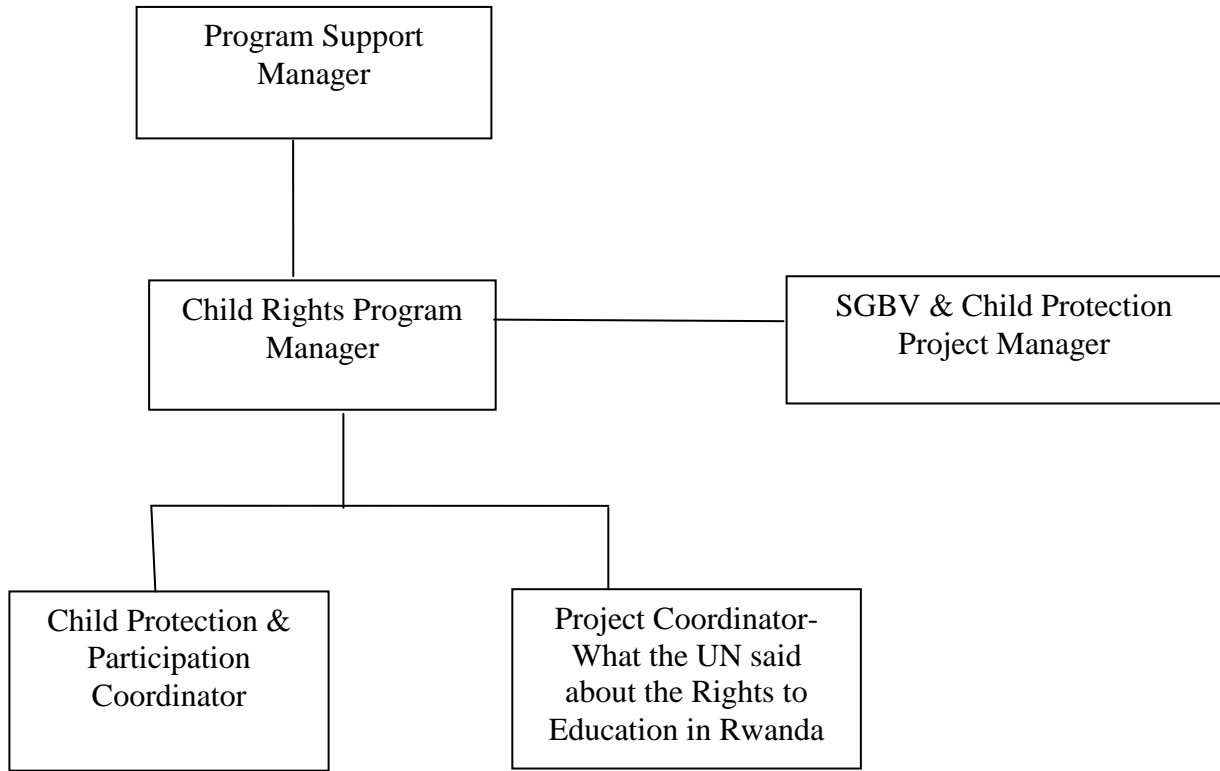 Program Support
Manager
Child Rights Program
Manager
SGBV & Child Protection
Project Manager
Child Protection &
Participation
Coordinator
Project Coordinator-
What the UN said
about the Rights to
Education in Rwanda